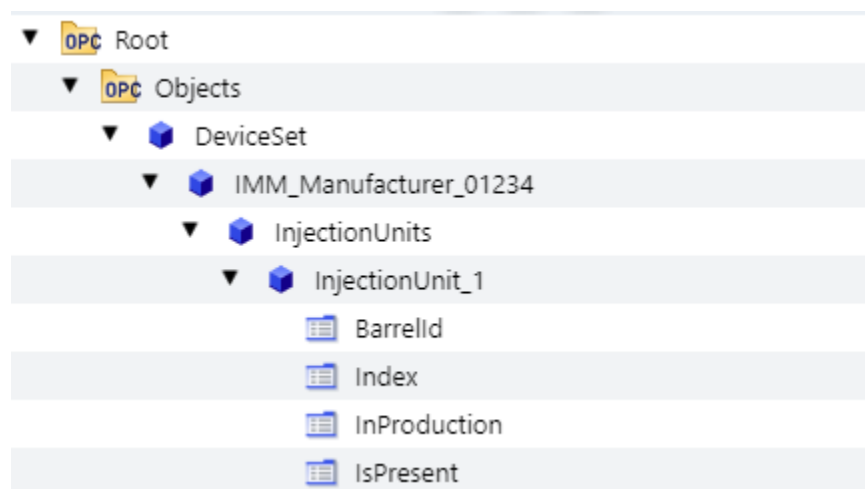 OPC Root
OPC Objects
DeviceSet
IMM_Manufacturer_01234
InjectionUnits
InjectionUnit_1
BarrelId
Index
InProduction
IsPresent